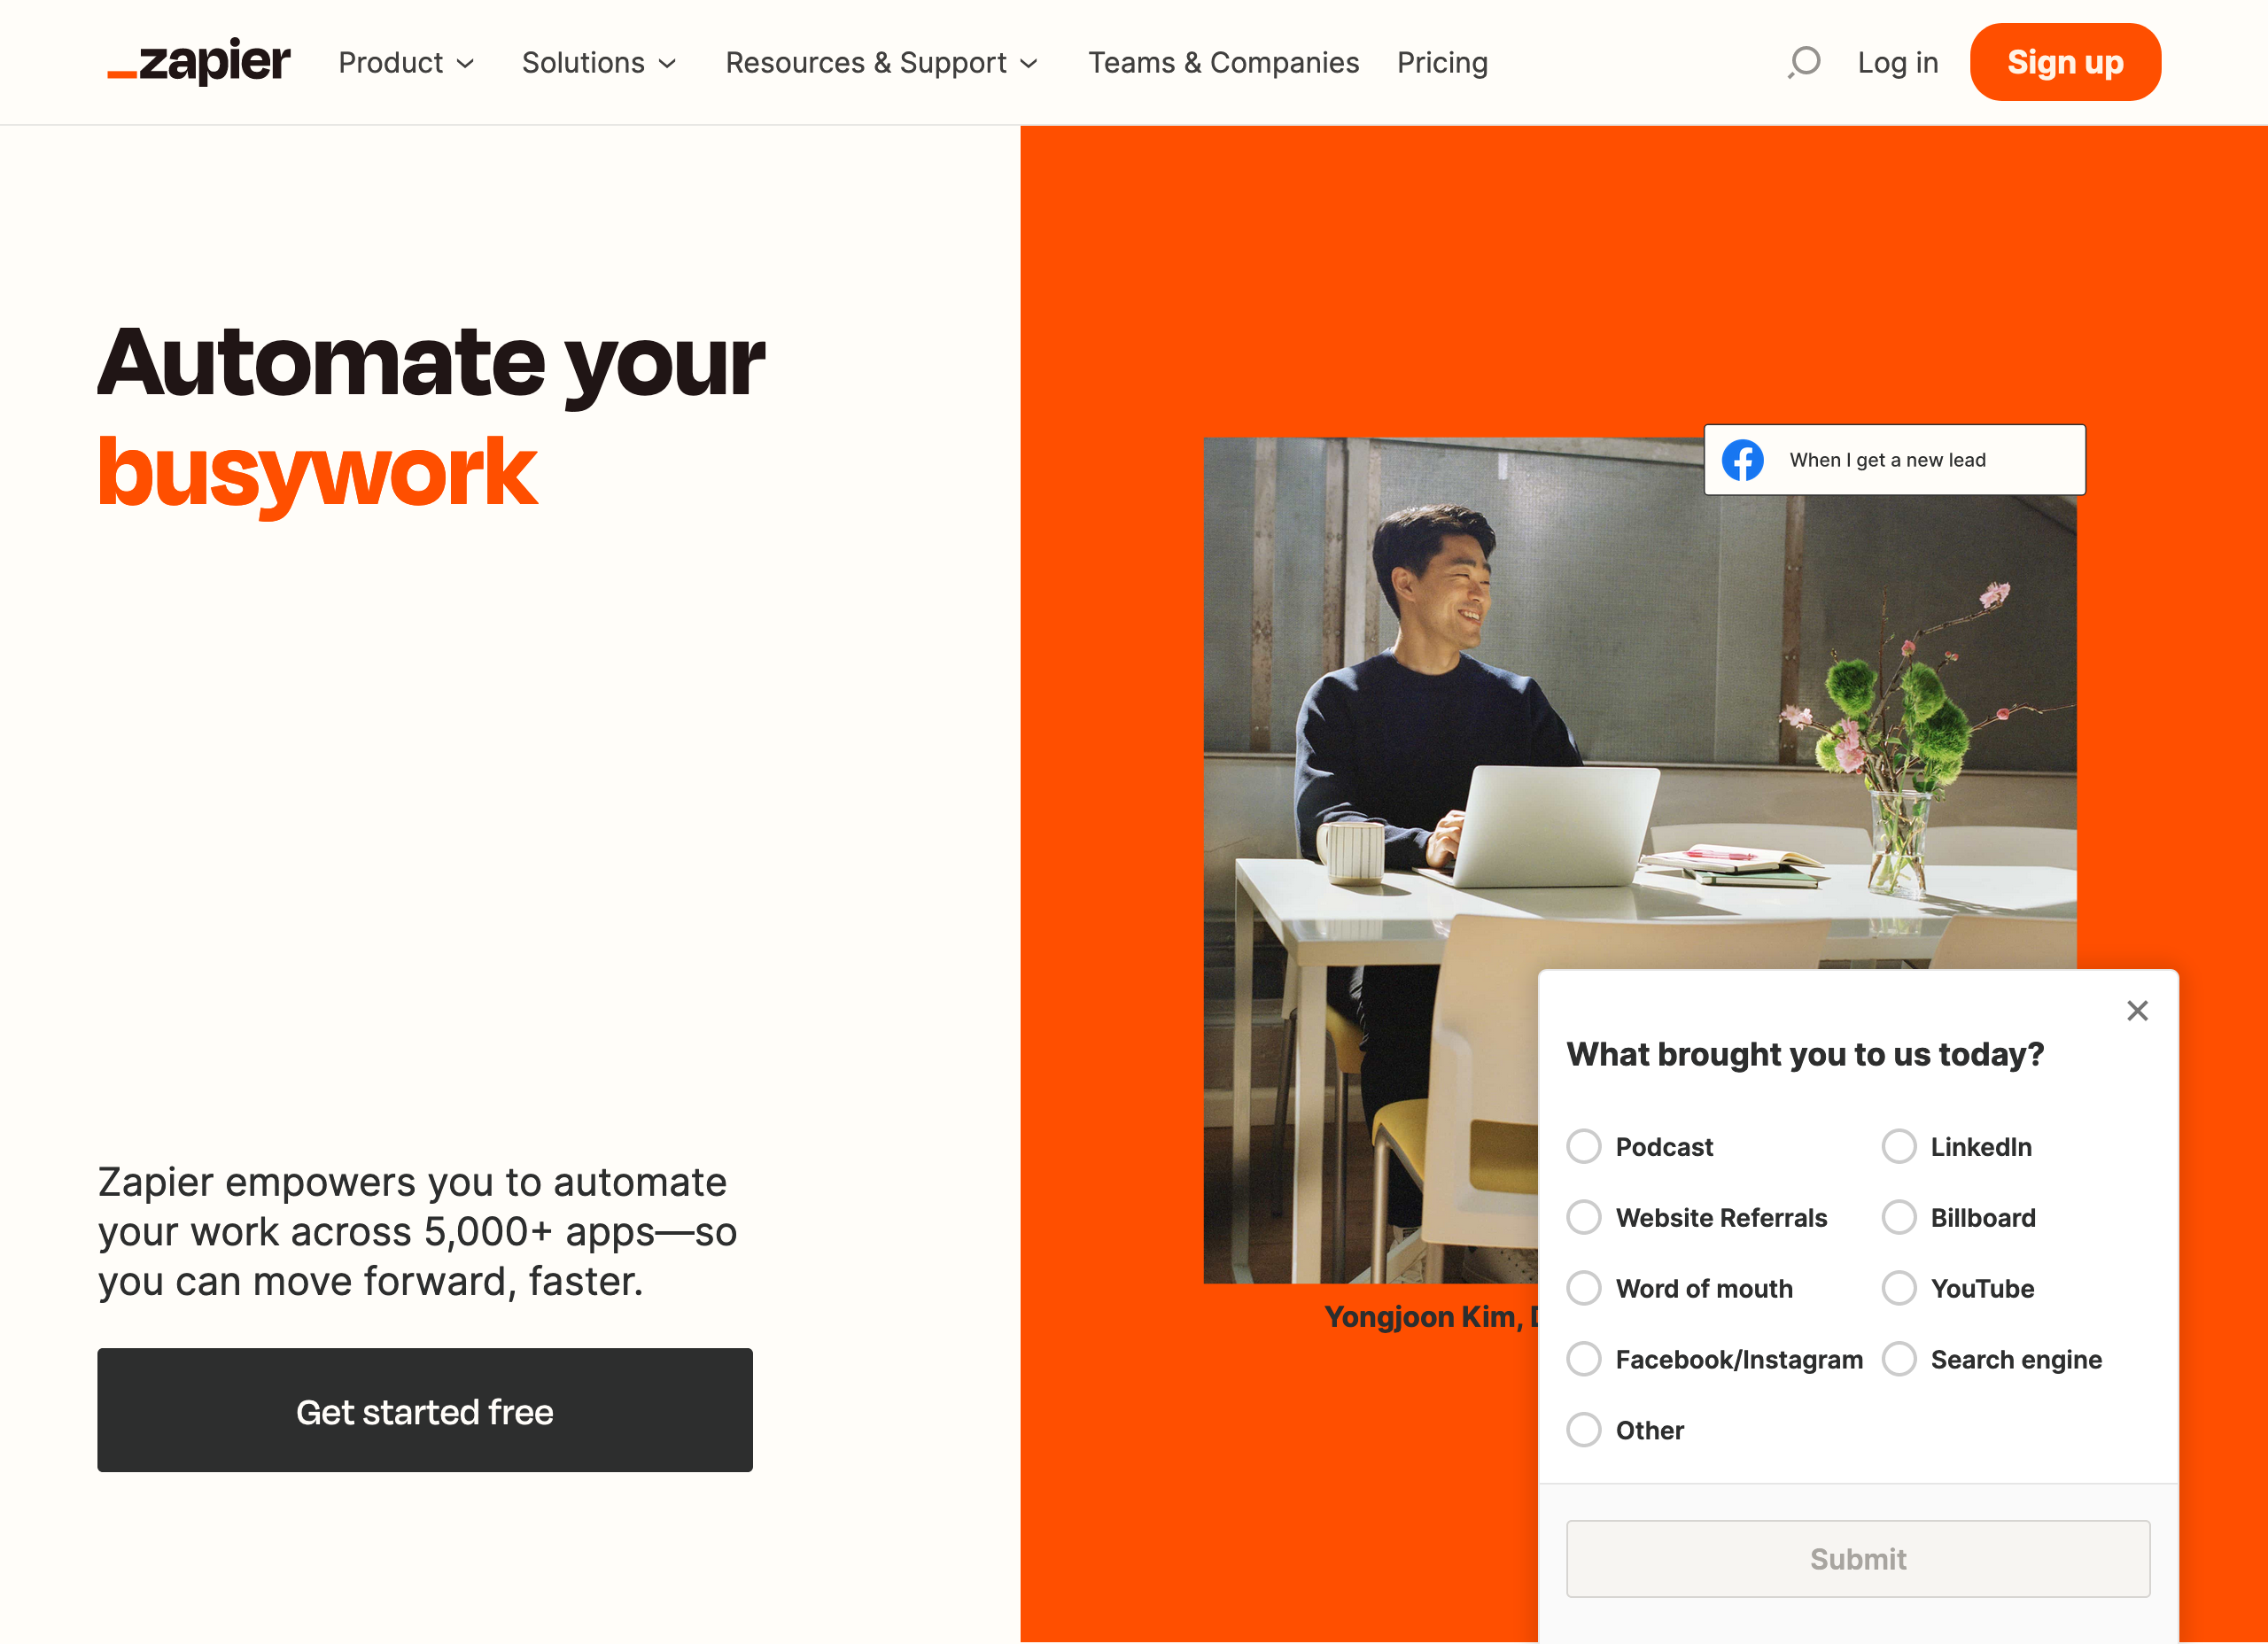 zapier
Product
Solutions
Resources & Support
Teams & Companies
Pricing
Log in
Sign up
Automate your
busywork
When I get a new lead
Zapier empowers you to automate
your work across 5,000+ apps—so
you can move forward, faster.
Get started free
Yongjoon Kim,
What brought you to us today?
Podcast
LinkedIn
Website Referrals
Billboard
Word of mouth
YouTube
Facebook/Instagram
Search engine
Other
Submit